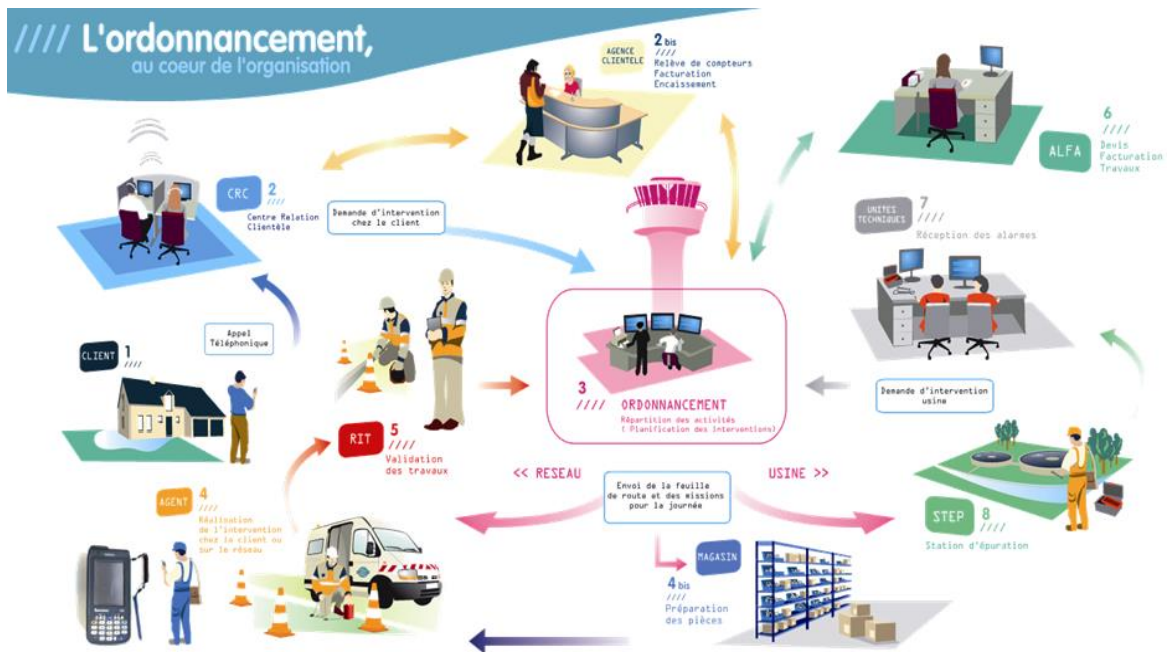 //// L'ordonnancement,
au coeur de l'organisation
AGENCE
CLIENTELE
2 bis
////
Relève de compteurs
Facturation
Encaissement
6
////
ALFA
Devis
Facturation
Travaux
CRC
2
////
Centre Relation
Clientèle
Demande d'intervention
chez le client
UNITES
TECHNIQUES
7
////
Réception des alarmes
Appel
Téléphonique
CLIENT
1
////
3
////
ORDONNANCEMENT
Répartition des activités
( Planification des interventions)
Demande d'intervention
usine
RIT
5
////
Validation
des travaux
<< RESEAU
USINE >>
Envoi de la feuille
de route et des missions
pour la journée
AGENT
4
////
Réalisation
de l'intervention
chez le client ou
sur le réseau
STEP
8
////
Station d'épuration
MAGASIN
4 bis
////
Préparation
des pièces